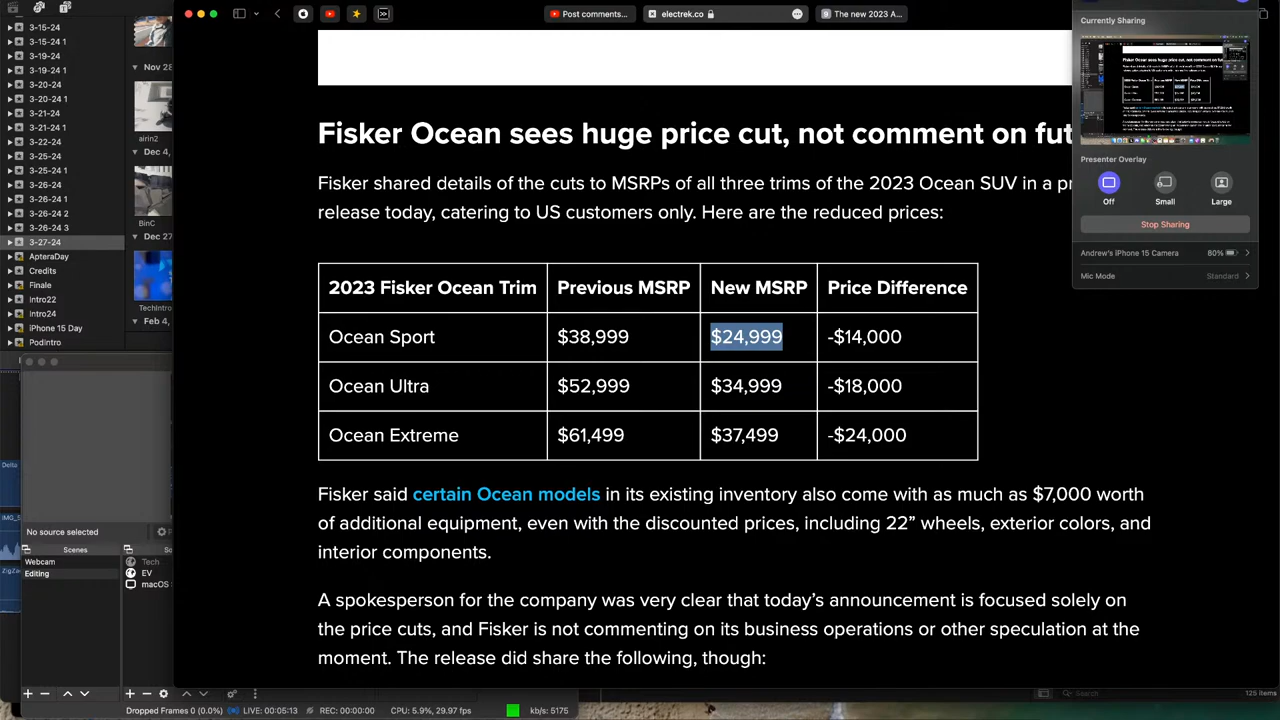 3-15-24
3-15-24 1
3-19-24
3-19-24 1
3-20-24
3-20-24 1
3-21-24
3-21-24 1
3-22-24
3-25-24
3-25-24 1
3-26-24
3-26-24 1
3-26-24 2
3-26-24 3
3-27-24
ApteraDay
Credits
Finale
Intro22
Intro24
iPhone 15 Day
PodIntro
Nov 28
airin2
Dec 4,
BinC
Dec 27
TechIntro
Feb 4,
Post comments...
electrek.co
The new 2023 A...
Fisker Ocean sees huge price cut, not comment on fut
Fisker shared details of the cuts to MSRPs of all three trims of the 2023 Ocean SUV in a pr
release today, catering to US customers only. Here are the reduced prices:
2023 Fisker Ocean Trim Previous MSRP New MSRP Price Difference
Ocean Sport $38,999 $24,999 -$14,000
Ocean Ultra $52,999 $34,999 -$18,000
Ocean Extreme $61,499 $37,499 -$24,000
Fisker said certain Ocean models in its existing inventory also come with as much as $7,000 worth
of additional equipment, even with the discounted prices, including 22” wheels, exterior colors, and
interior components.
A spokesperson for the company was very clear that today’s announcement is focused solely on
the price cuts, and Fisker is not commenting on its business operations or other speculation at the
moment. The release did share the following, though:
Currently Sharing
Presenter Overlay
Off Small Large
Stop Sharing
Andrew's iPhone 15 Camera 80%
Mic Mode Standard
Delta
IMG_S
ZigZa
No source selected
Scenes
Webcam
Editing
So
Tech
EV
macOS S
Search
125 items
Dropped Frames 0 (0.0%) LIVE: 00:05:13 REC: 00:00:00 CPU: 5.9%, 29.97 fps kb/s: 5175